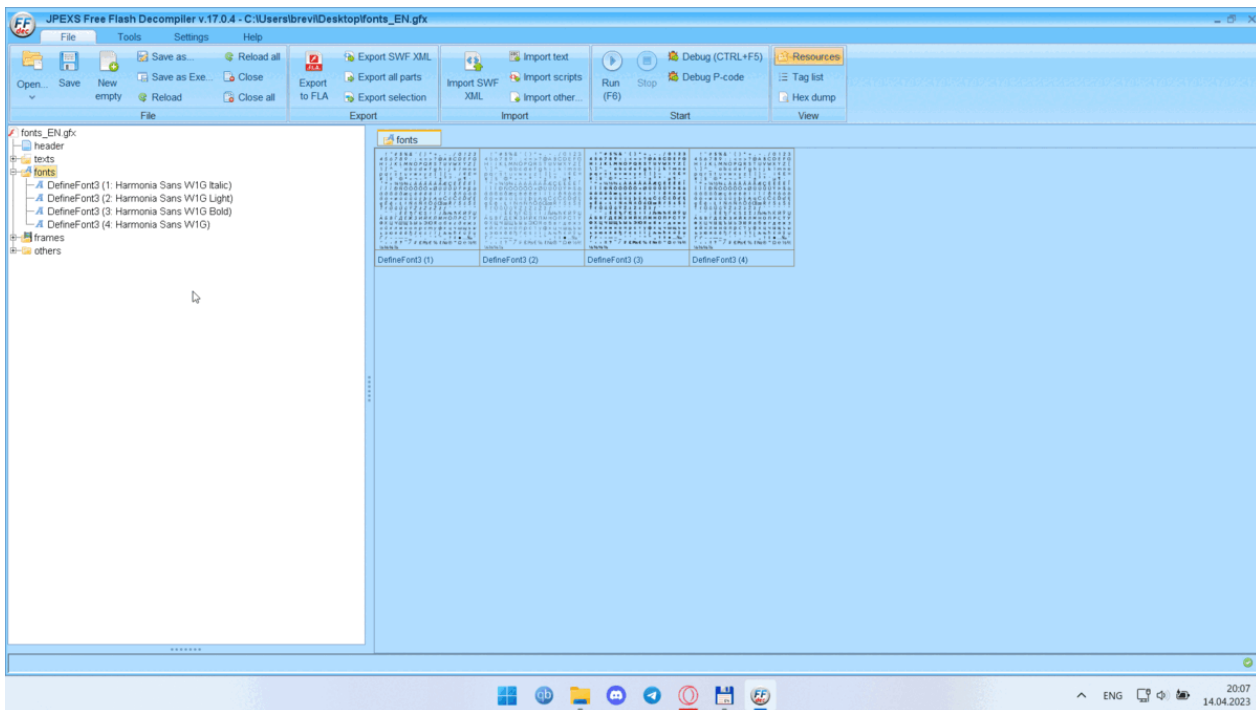 JPEXS Free Flash Decompiler v.17.0.4 - C:\Users\brevi\Desktop\fonts_EN.gfx
File Tools Settings Help
Open... Save New empty Save as... Save as Exe... Reload Reload all Close Close all
File
Export to FLA Export SWF XML Export all parts Export selection
Export
Import SWF XML Import text Import scripts Import other...
Import
Run (F6) Stop Debug (CTRL+F5) Debug P-code
Start
Resources Tag list Hex dump
View
fonts_EN.gfx
header
texts
fonts
DefineFont3 (1: Harmonia Sans W1G Italic)
DefineFont3 (2: Harmonia Sans W1G Light)
DefineFont3 (3: Harmonia Sans W1G Bold)
DefineFont3 (4: Harmonia Sans W1G)
frames
others
fonts
DefineFont3 (1) DefineFont3 (2) DefineFont3 (3) DefineFont3 (4)
ENG 20:07
14.04.2023